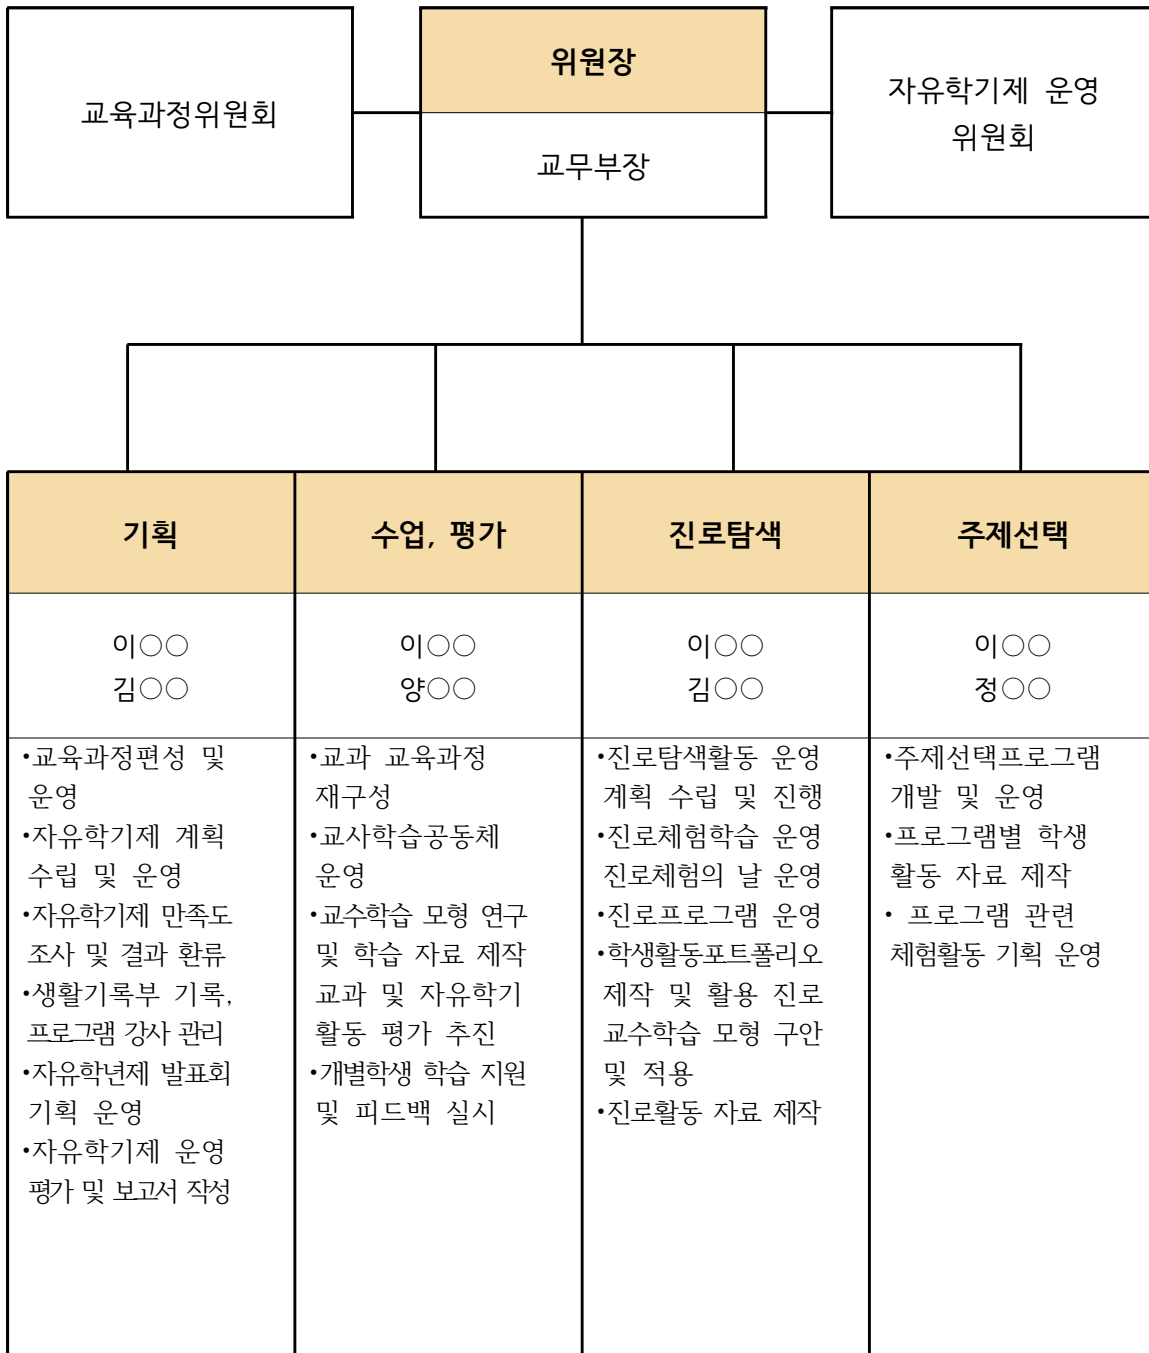 교육과정위원회
위원장
교무부장
자유학기제 운영
위원회
기획
이○○
김○○
•교육과정편성 및
운영
•자유학기제 계획
수립 및 운영
•자유학기제 만족도
조사 및 결과 환류
•생활기록부 기록,
프로그램 강사 관리
•자유학년제 발표회
기획 운영
•자유학기제 운영
평가 및 보고서 작성
수업, 평가
이○○
양○○
•교과 교육과정
재구성
•교사학습공동체
운영
•교수학습 모형 연구
및 학습 자료 제작
교과 및 자유학기
활동 평가 추진
•개별학생 학습 지원
및 피드백 실시
진로탐색
이○○
김○○
•진로탐색활동 운영
계획 수립 및 진행
•진로체험학습 운영
진로체험의 날 운영
•진로프로그램 운영
•학생활동포트폴리오
제작 및 활용 진로
교수학습 모형 구안
및 적용
•진로활동 자료 제작
주제선택
이○○
정○○
•주제선택프로그램
개발 및 운영
•프로그램별 학생
활동 자료 제작
• 프로그램 관련
체험활동 기획 운영